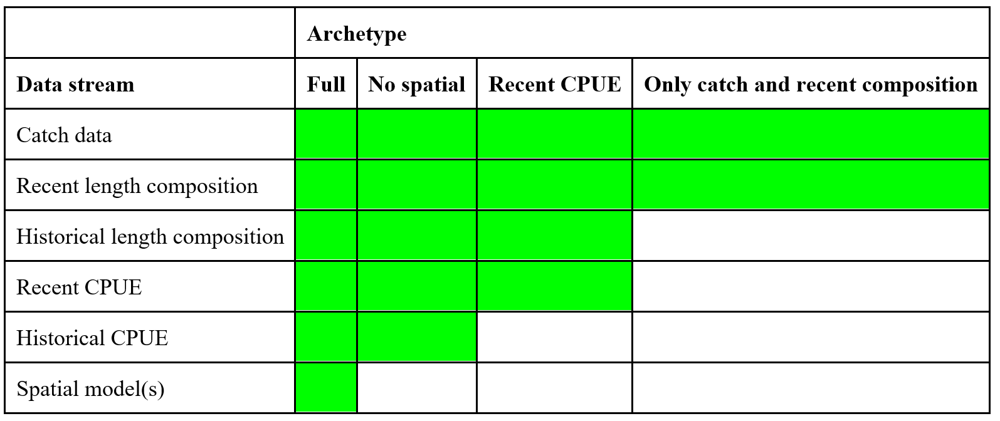 Archetype
Data stream Full No spatial Recent CPUE Only catch and recent composition
Catch data
Recent length composition
Historical length composition
Recent CPUE
Historical CPUE
Spatial model(s)